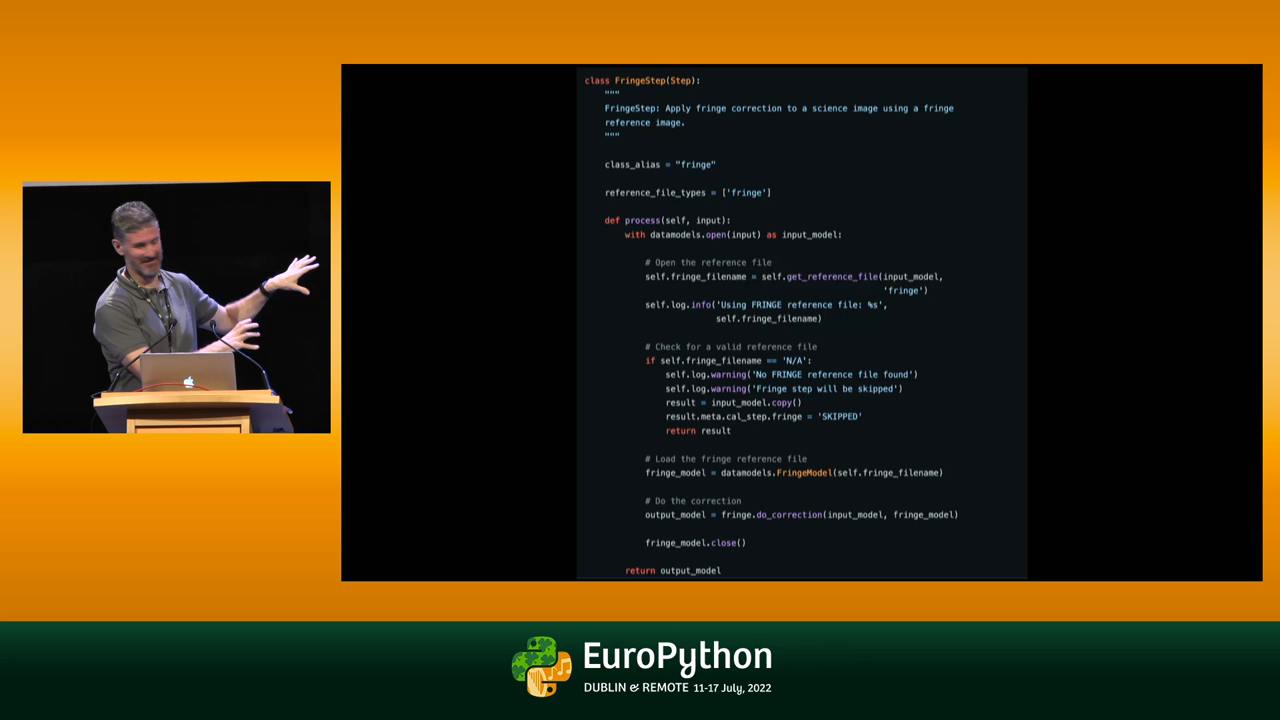 class FringeStep(Step):
"""
FringeStep: Apply fringe correction to a science image using a fringe
reference image.
"""
class_alias = "fringe"
reference_file_types = ['fringe']
def process(self, input):
with datamodels.open(input) as input_model:
# Open the reference file
self.fringe_filename = self.get_reference_file(input_model,
'fringe')
self.log.info('Using FRINGE reference file: %s',
self.fringe_filename)
# Check for a valid reference file
if self.fringe_filename == 'N/A':
self.log.warning('No FRINGE reference file found')
self.log.warning('Fringe step will be skipped')
result = input_model.copy()
result.meta.cal_step.fringe = 'SKIPPED'
return result
# Load the fringe reference file
fringe_model = datamodels.FringeModel(self.fringe_filename)
# Do the correction
output_model = fringe.do_correction(input_model, fringe_model)
fringe_model.close()
return output_model
EuroPython
DUBLIN & REMOTE 11-17 July, 2022